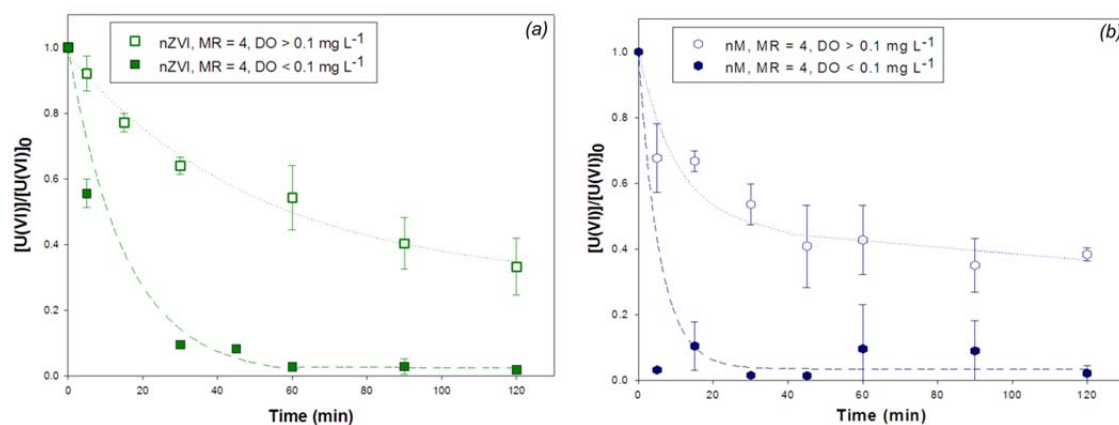 (a)
nZVI, MR = 4, DO > 0.1 mg L-1
nZVI, MR = 4, DO < 0.1 mg L-1
[U(VI)]/[U(VI)]0
1.0
0.8
0.6
0.4
0.2
0.0
0 20 40 60 80 100 120
Time (min)
(b)
nM, MR = 4, DO > 0.1 mg L-1
nM, MR = 4, DO < 0.1 mg L-1
[U(VI)]/[U(VI)]0
1.0
0.8
0.6
0.4
0.2
0.0
0 20 40 60 80 100 120
Time (min)